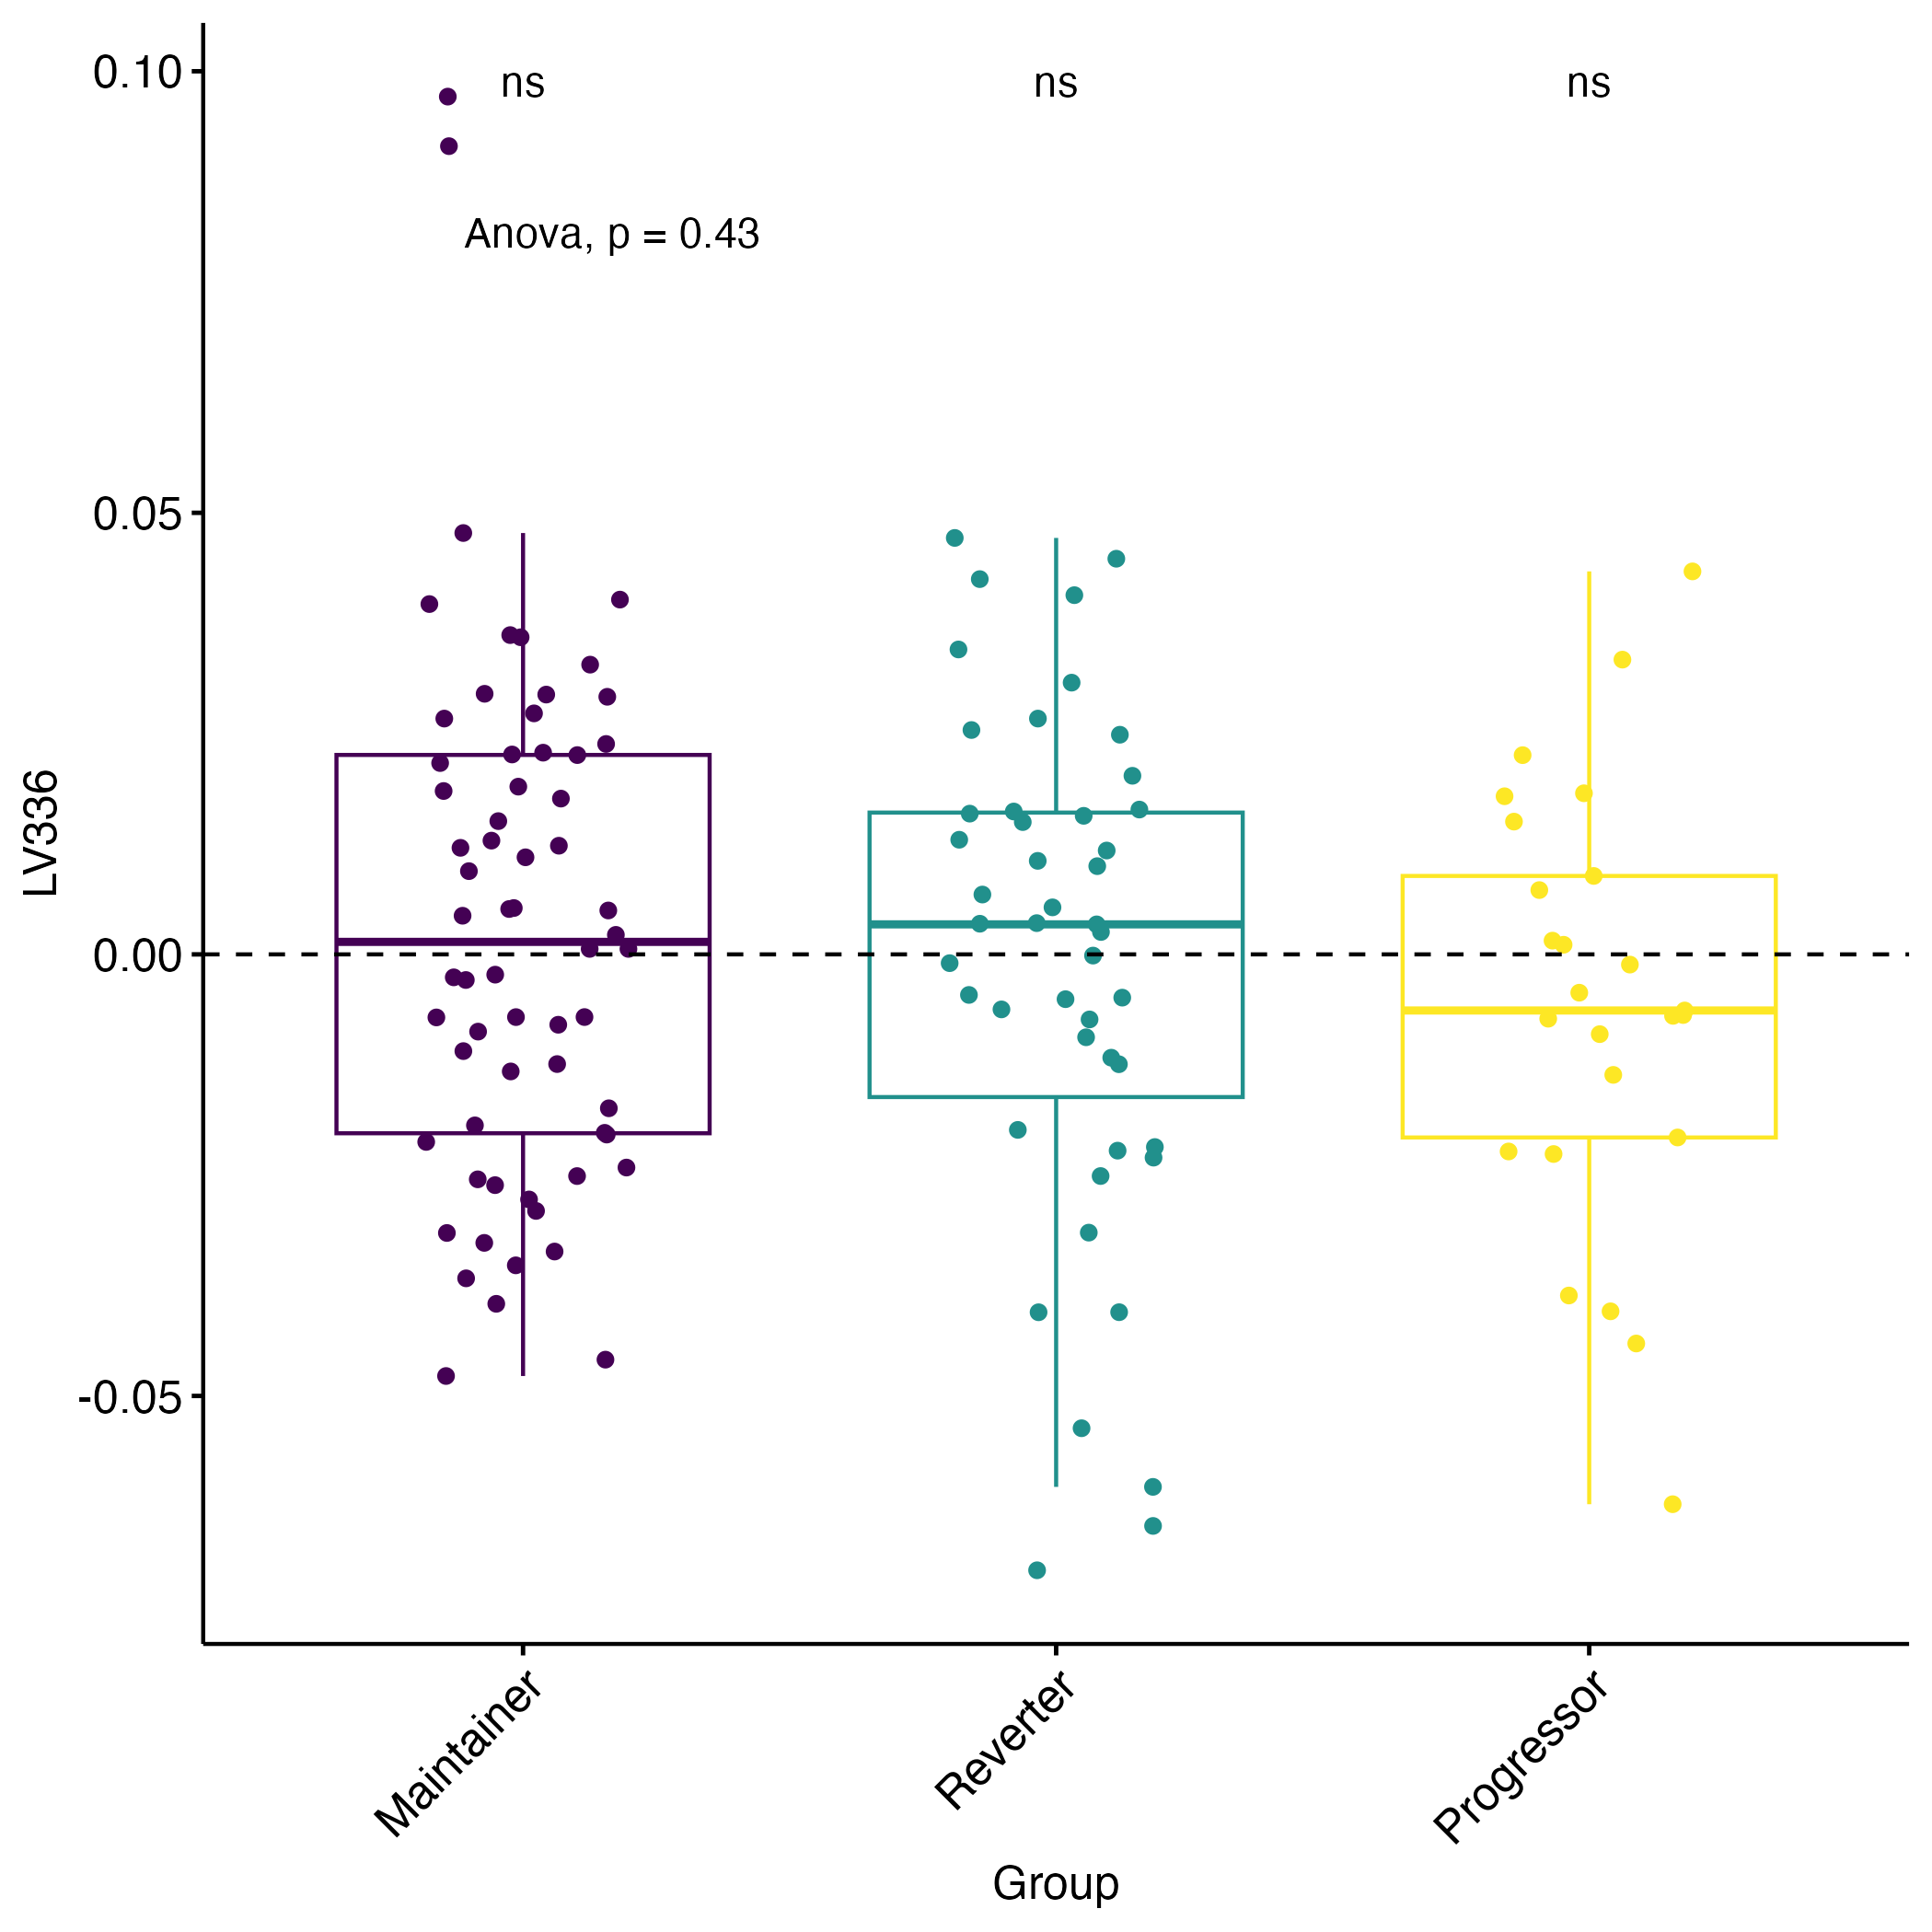 0.10
ns
ns
ns
Anova, p = 0.43
0.05
LV336
0.00
-0.05
Maintainer
Reverter
Progressor
Group